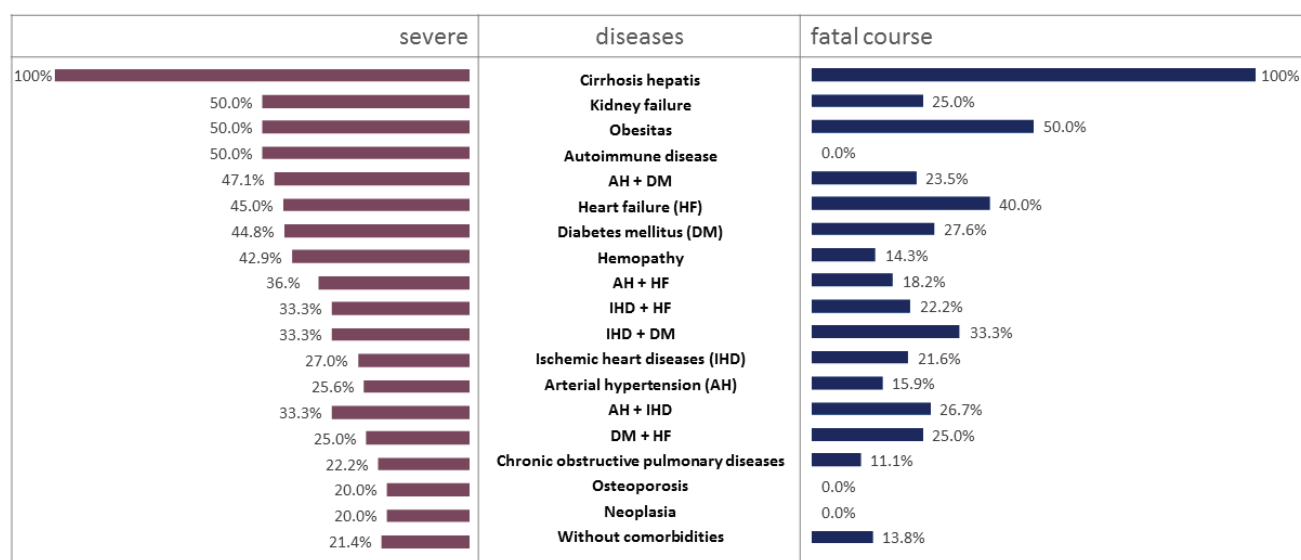 severe diseases fatal course
100% Cirrhosis hepatis 100%
50.0% Kidney failure 25.0%
50.0% Obesitas 50.0%
50.0% Autoimmune disease 0.0%
47.1% AH + DM 23.5%
45.0% Heart failure (HF) 40.0%
44.8% Diabetes mellitus (DM) 27.6%
42.9% Hemopathy 14.3%
36.% AH + HF 18.2%
33.3% IHD + HF 22.2%
33.3% IHD + DM 33.3%
27.0% Ischemic heart diseases (IHD) 21.6%
25.6% Arterial hypertension (AH) 15.9%
33.3% AH + IHD 26.7%
25.0% DM + HF 25.0%
22.2% Chronic obstructive pulmonary diseases 11.1%
20.0% Osteoporosis 0.0%
20.0% Neoplasia 0.0%
21.4% Without comorbidities 13.8%